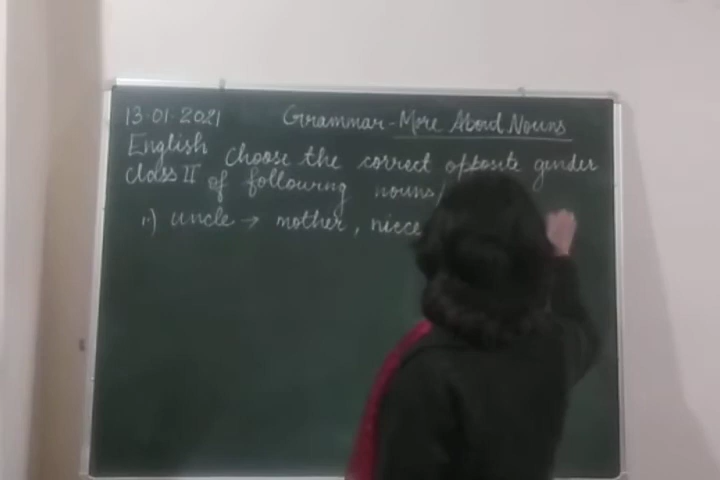 13.01.2021 Grammar - More About Nouns
English Choose the correct opposite gender
Class II of following nouns/
1.) uncle → mother, niece